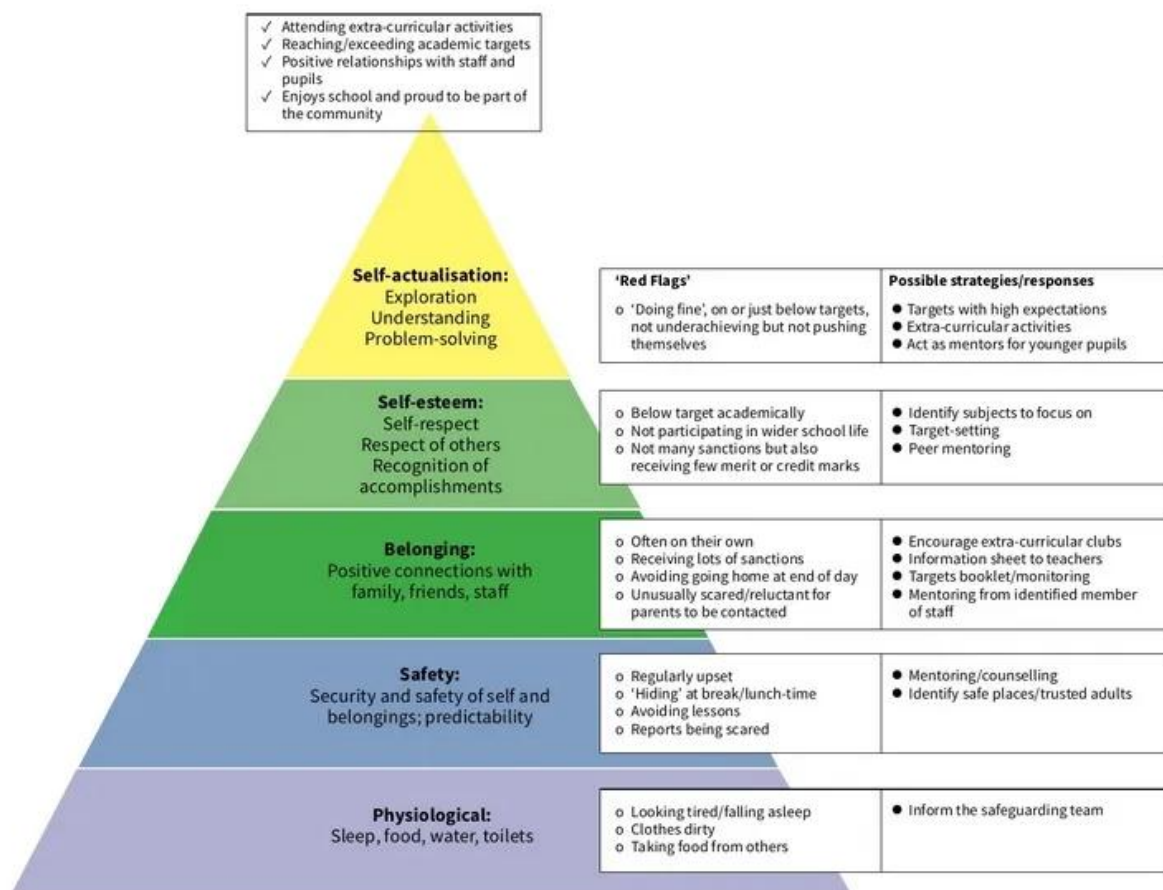 ✓ Attending extra-curricular activities
✓ Reaching/exceeding academic targets
✓ Positive relationships with staff and
pupils
✓ Enjoys school and proud to be part of
the community
Self-actualisation:
Exploration
Understanding
Problem-solving
'Red Flags'
o 'Doing fine', on or just below targets,
not underachieving but not pushing
themselves
Possible strategies/responses
● Targets with high expectations
● Extra-curricular activities
● Act as mentors for younger pupils
Self-esteem:
Self-respect
Respect of others
Recognition of
accomplishments
o Below target academically
o Not participating in wider school life
o Not many sanctions but also
receiving few merit or credit marks
● Identify subjects to focus on
● Target-setting
● Peer mentoring
Belonging:
Positive connections with
family, friends, staff
o Often on their own
o Receiving lots of sanctions
o Avoiding going home at end of day
o Unusually scared/reluctant for
parents to be contacted
● Encourage extra-curricular clubs
● Information sheet to teachers
● Targets booklet/monitoring
● Mentoring from identified member
of staff
Safety:
Security and safety of self and
belongings; predictability
o Regularly upset
o 'Hiding' at break/lunch-time
o Avoiding lessons
o Reports being scared
● Mentoring/counselling
● Identify safe places/trusted adults
Physiological:
Sleep, food, water, toilets
o Looking tired/falling asleep
o Clothes dirty
o Taking food from others
● Inform the safeguarding team